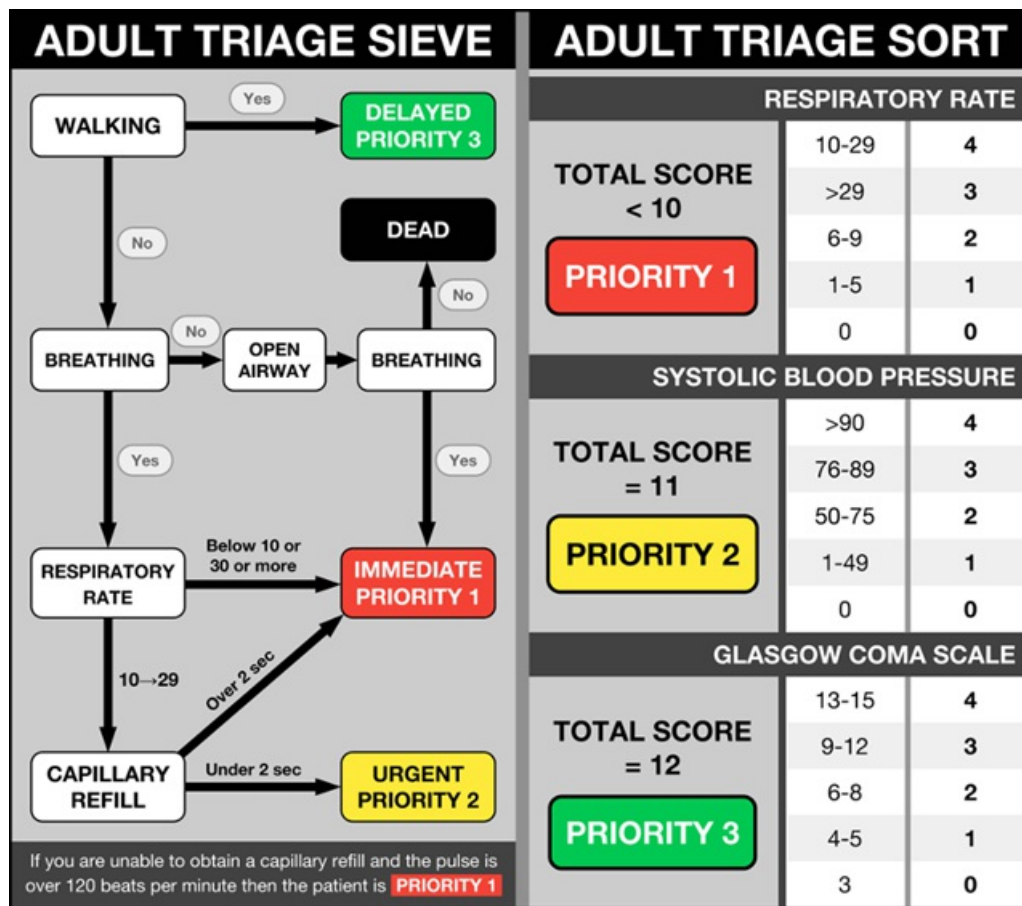 ADULT TRIAGE SIEVE
WALKING
Yes
DELAYED
PRIORITY 3
No
DEAD
No
BREATHING
No
OPEN
AIRWAY
BREATHING
Yes
Yes
RESPIRATORY
RATE
Below 10 or
30 or more
IMMEDIATE
PRIORITY 1
10→29
Over 2 sec
CAPILLARY
REFILL
Under 2 sec
URGENT
PRIORITY 2
If you are unable to obtain a capillary refill and the pulse is
over 120 beats per minute then the patient is PRIORITY 1
ADULT TRIAGE SORT
RESPIRATORY RATE
TOTAL SCORE
< 10
PRIORITY 1
10-29 4
>29 3
6-9 2
1-5 1
0 0
SYSTOLIC BLOOD PRESSURE
TOTAL SCORE
= 11
PRIORITY 2
>90 4
76-89 3
50-75 2
1-49 1
0 0
GLASGOW COMA SCALE
TOTAL SCORE
= 12
PRIORITY 3
13-15 4
9-12 3
6-8 2
4-5 1
3 0